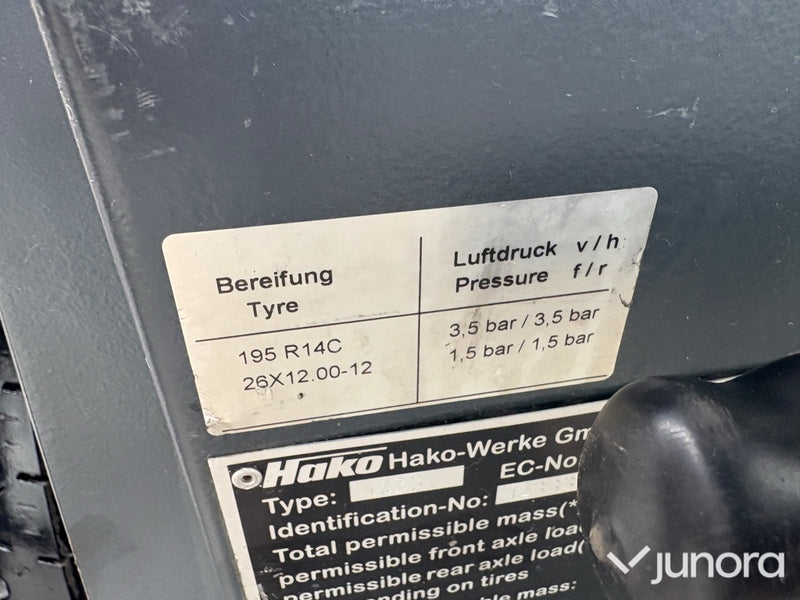 Bereifung
Tyre
Luftdruck v/h
Pressure f/r
195 R14C
26X12.00-12
3,5 bar / 3,5 bar
1,5 bar / 1,5 bar
Hako Hako-Werke
Type: EC-No
Identification-No:
Total permissible mass(*
permissible front axle
permissible rear axle load(
on tires
mass:
junora